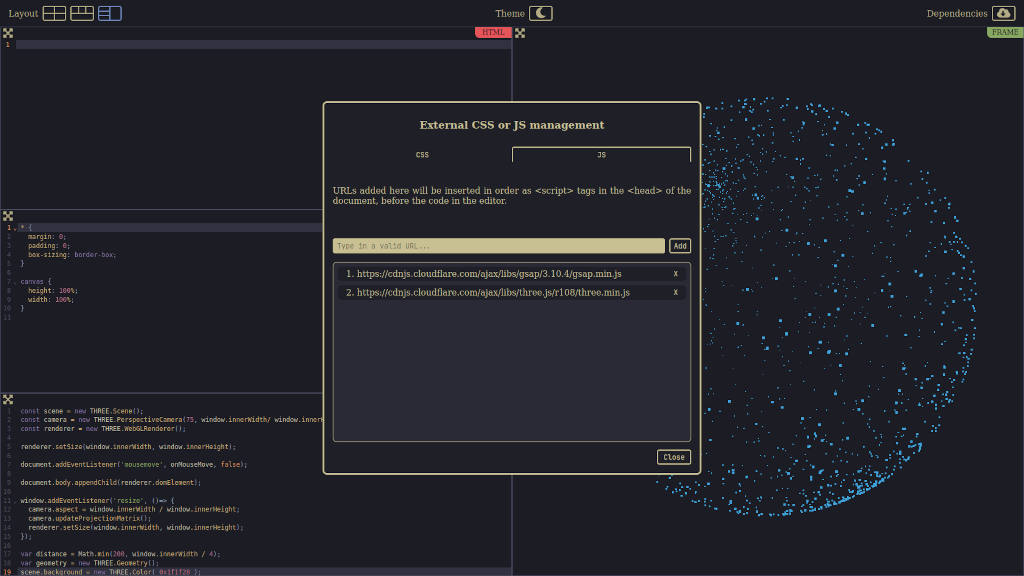 Layout
Theme
Dependencies
HTML
FRAME
1
External CSS or JS management
CSS
JS
URLs added here will be inserted in order as <script> tags in the <head> of the
document, before the code in the editor.
Type in a valid URL...
Add
1. https://cdnjs.cloudflare.com/ajax/libs/gsap/3.10.4/gsap.min.js
X
2. https://cdnjs.cloudflare.com/ajax/libs/three.js/r108/three.min.js
X
Close
1 * {
2 margin: 0;
3 padding: 0;
4 box-sizing: border-box;
5 }
6
7 canvas {
8 height: 100%;
9 width: 100%;
10 }
11
1 const scene = new THREE.Scene();
2 const camera = new THREE.PerspectiveCamera(75, window.innerWidth/ window.innerH
3 const renderer = new THREE.WebGLRenderer();
4
5 renderer.setSize(window.innerWidth, window.innerHeight);
6
7 document.addEventListener('mousemove', onMouseMove, false);
8
9 document.body.appendChild(renderer.domElement);
10
11 window.addEventListener('resize', ()=> {
12 camera.aspect = window.innerWidth / window.innerHeight;
13 camera.updateProjectionMatrix();
14 renderer.setSize(window.innerWidth, window.innerHeight);
15 });
16
17 var distance = Math.min(200, window.innerWidth / 4);
18 var geometry = new THREE.Geometry();
19 scene.background = new THREE.Color( 0x1f1f28 );